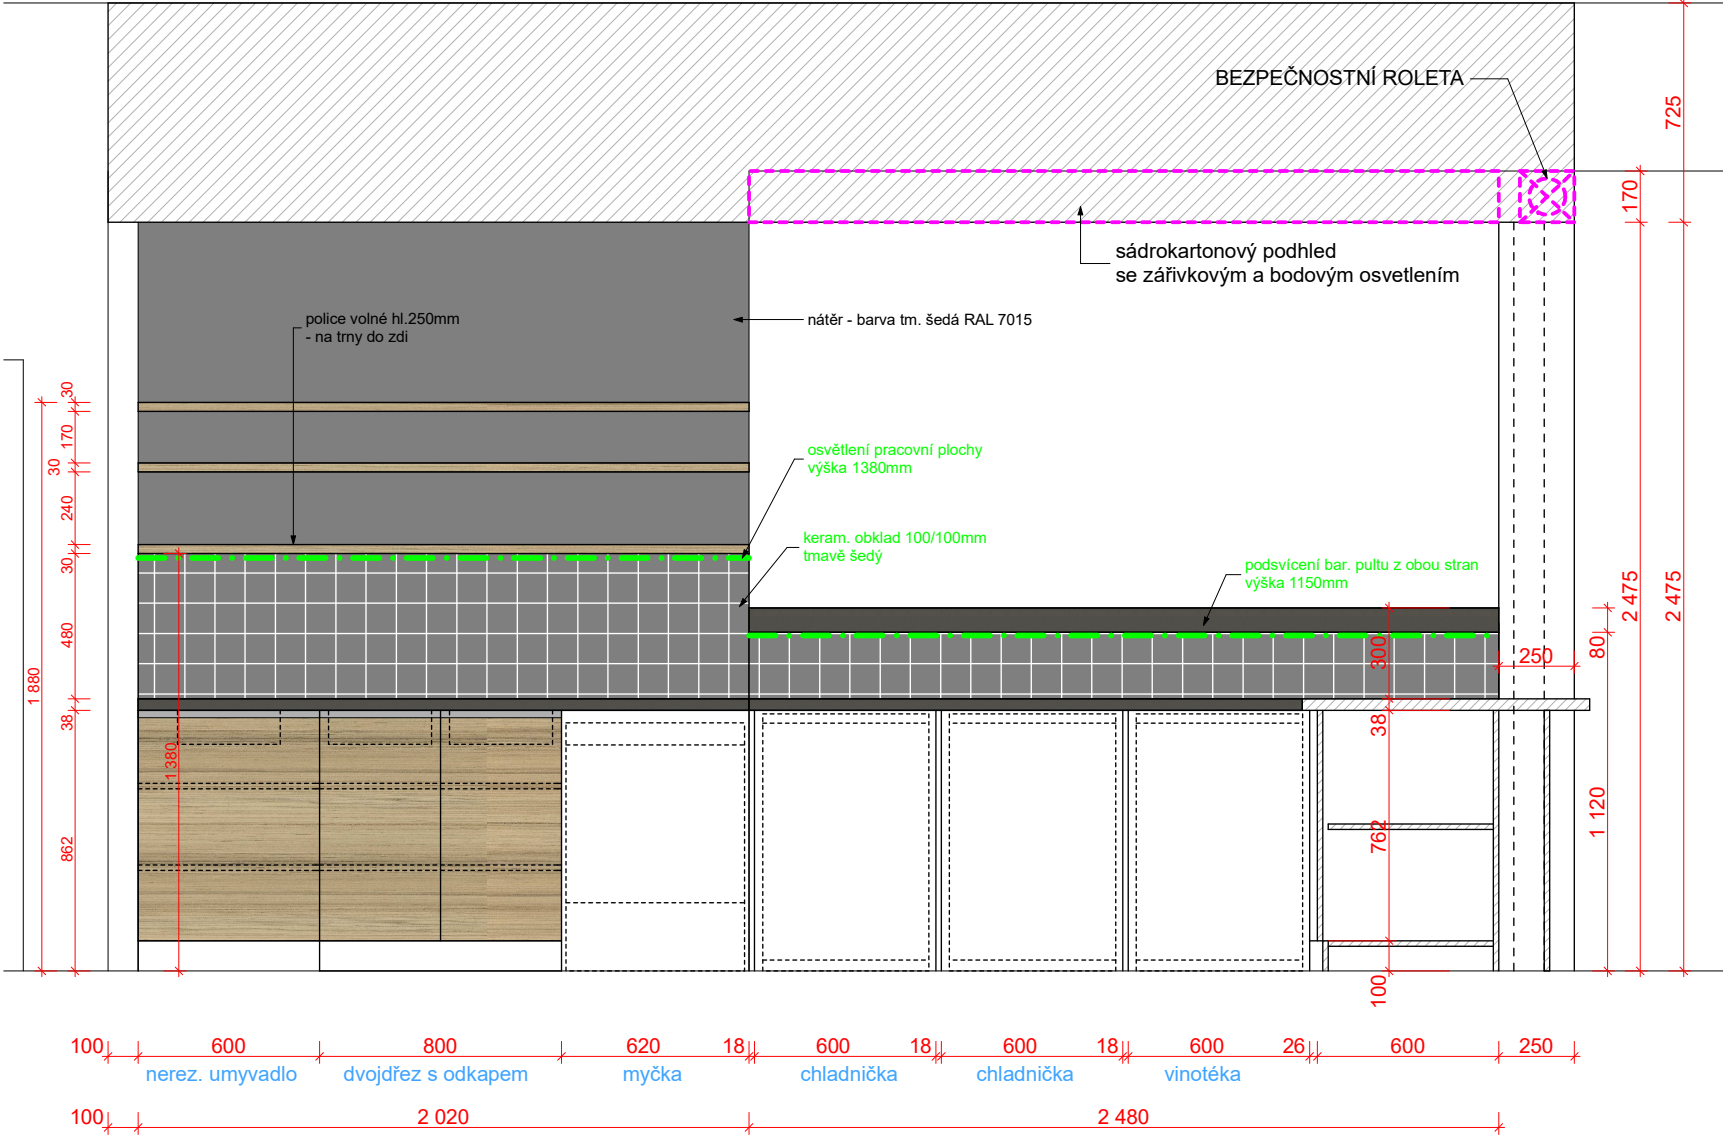 BEZPEČNOSTNÍ ROLETA
725
170
sádrokartonový podhled
se zářivkovým a bodovým osvetlením
police volné hl.250mm
- na trny do zdi
nátěr - barva tm. šedá RAL 7015
30
170
30
240
30
480
1 880
38
862
1 380
osvětlení pracovní plochy
výška 1380mm
keram. obklad 100/100mm
tmavě šedý
podsvícení bar. pultu z obou stran
výška 1150mm
2 475
2 475
300
80
250
38
762
1 120
100
100
600
800
620
18
600
18
600
18
600
26
600
250
nerez. umyvadlo
dvojdřez s odkapem
myčka
chladnička
chladnička
vinotéka
100
2 020
2 480